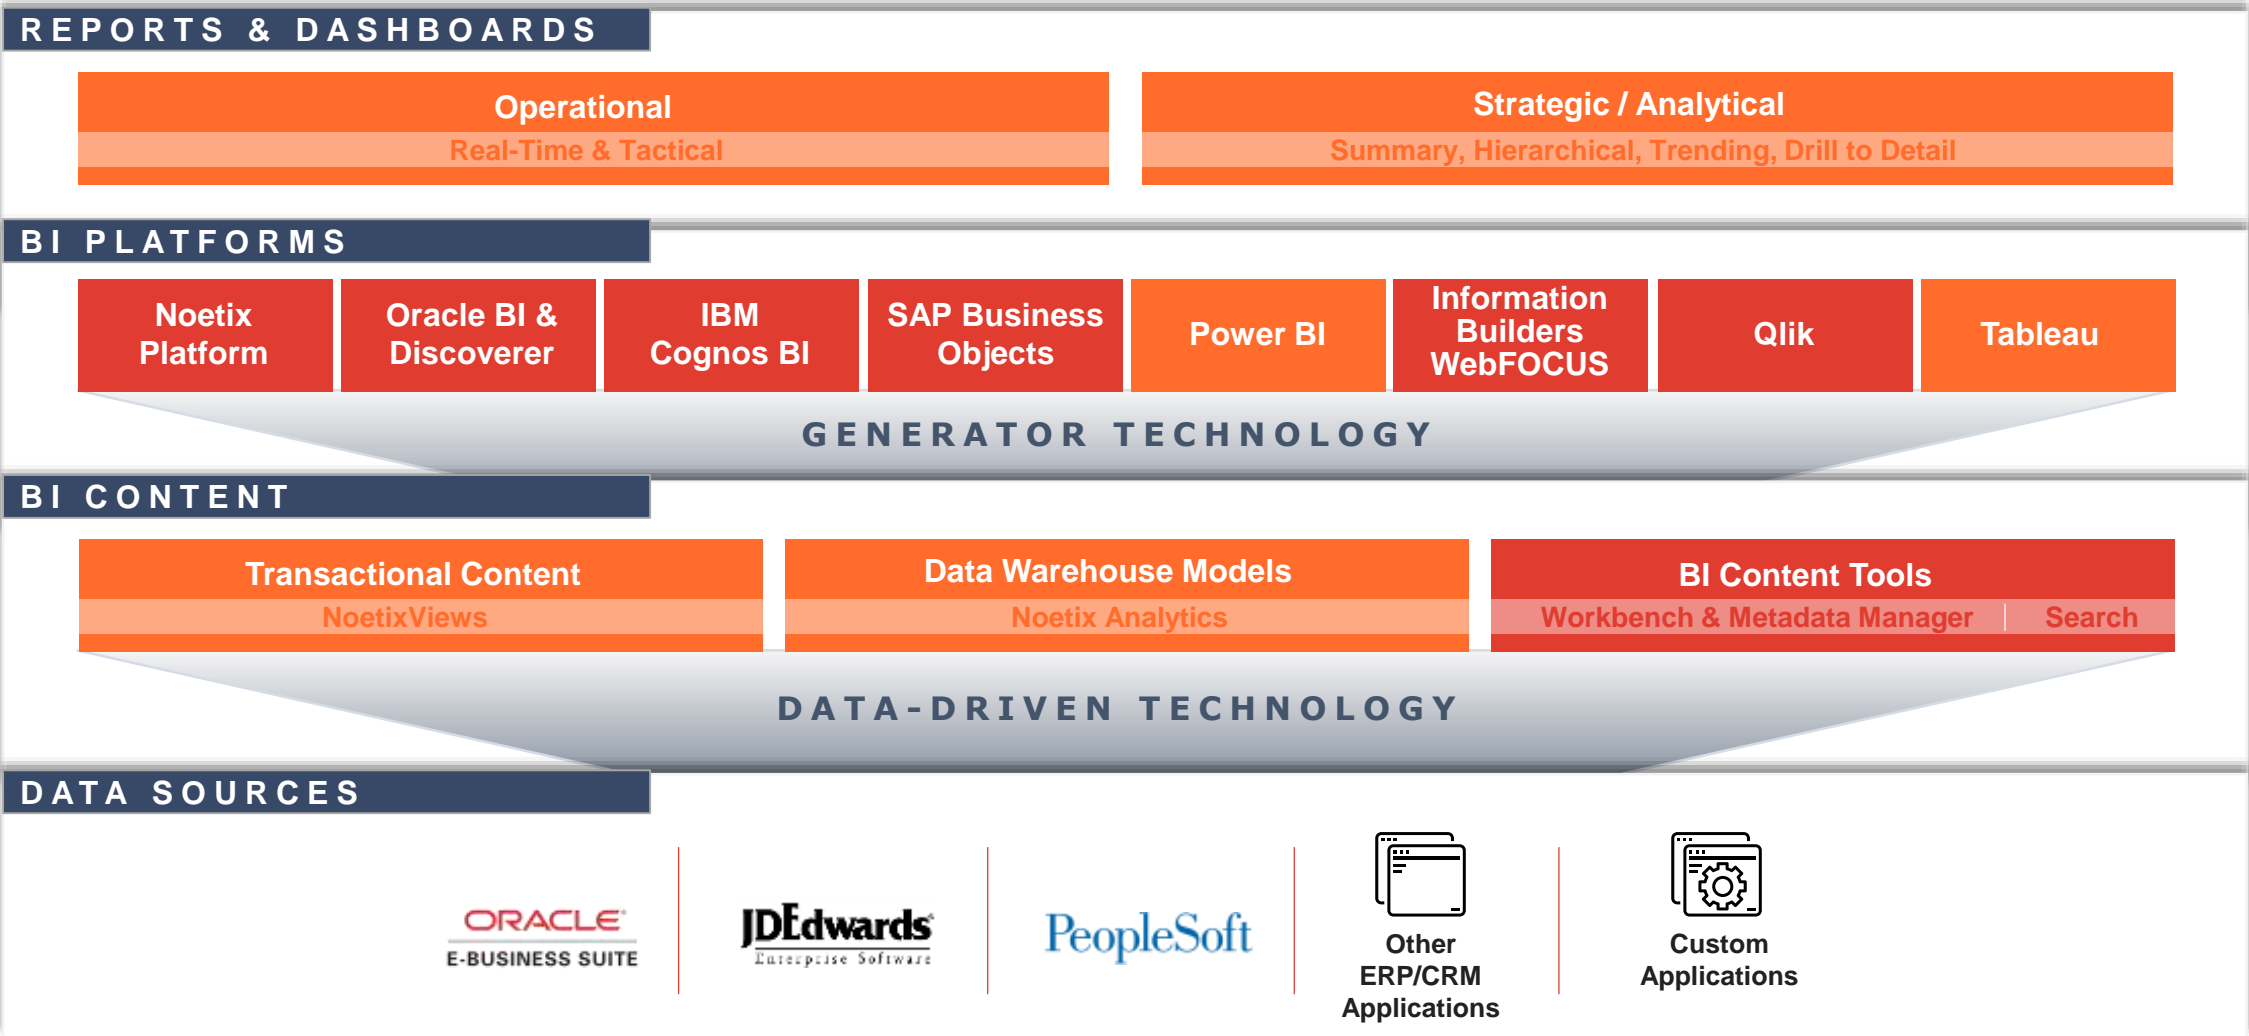 REPORTS & DASHBOARDS
Operational
Real-Time & Tactical
Strategic / Analytical
Summary, Hierarchical, Trending, Drill to Detail
BI PLATFORMS
Noetix
Platform
Oracle BI &
Discoverer
IBM
Cognos BI
SAP Business
Objects
Power BI
Information
Builders
WebFOCUS
Qlik
Tableau
GENERATOR TECHNOLOGY
BI CONTENT
Transactional Content
NoetixViews
Data Warehouse Models
Noetix Analytics
BI Content Tools
Workbench & Metadata Manager
Search
DATA-DRIVEN TECHNOLOGY
DATA SOURCES
ORACLE
E-BUSINESS SUITE
JDEdwards
Enterprise Software
PeopleSoft
Other
ERP/CRM
Applications
Custom
Applications